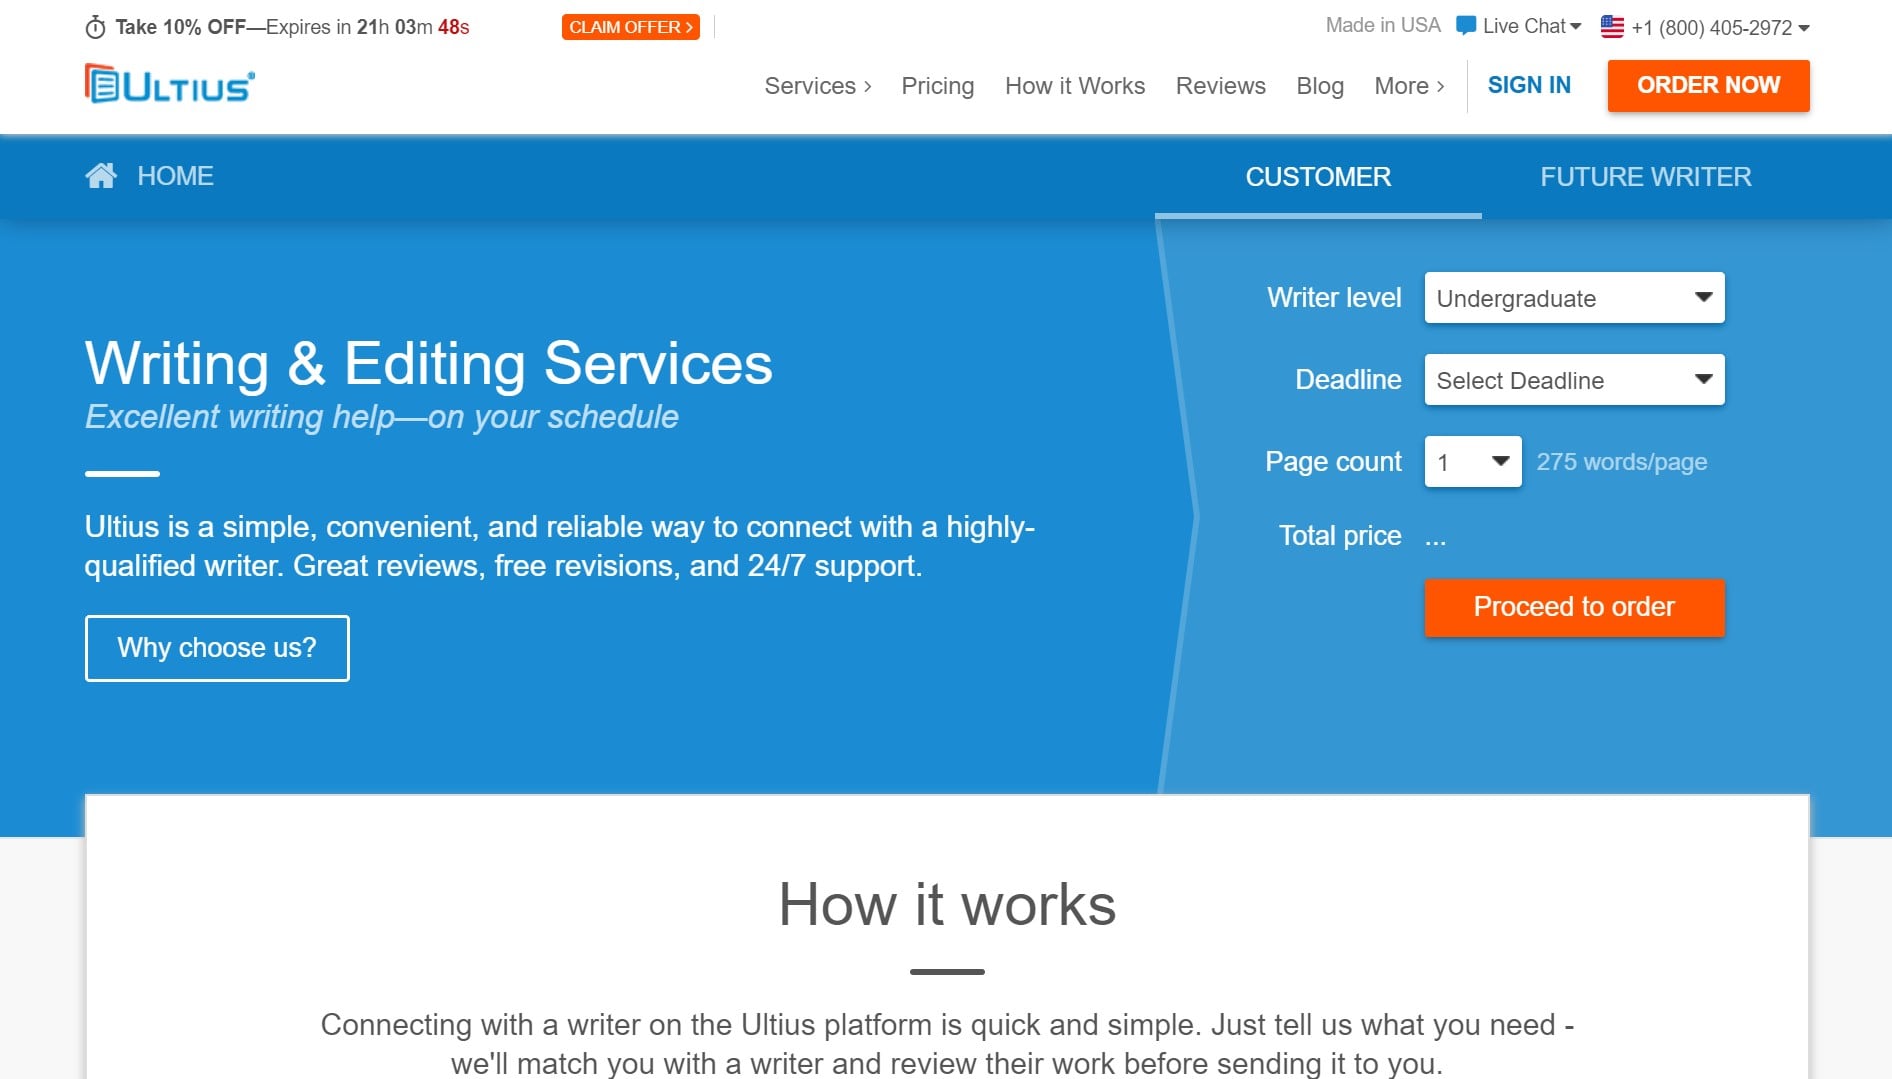 Take 10% OFF—Expires in 21h 03m 48s
CLAIM OFFER >
Made in USA
Live Chat
+1 (800) 405-2972
ULTIUS®
Services >
Pricing
How it Works
Reviews
Blog
More >
SIGN IN
ORDER NOW
HOME
CUSTOMER
FUTURE WRITER
Writing & Editing Services
Excellent writing help—on your schedule
Ultius is a simple, convenient, and reliable way to connect with a highly-
qualified writer. Great reviews, free revisions, and 24/7 support.
Why choose us?
Writer level
Undergraduate
Deadline
Select Deadline
Page count
1
275 words/page
Total price
...
Proceed to order
How it works
Connecting with a writer on the Ultius platform is quick and simple. Just tell us what you need -
we'll match you with a writer and review their work before sending it to you.